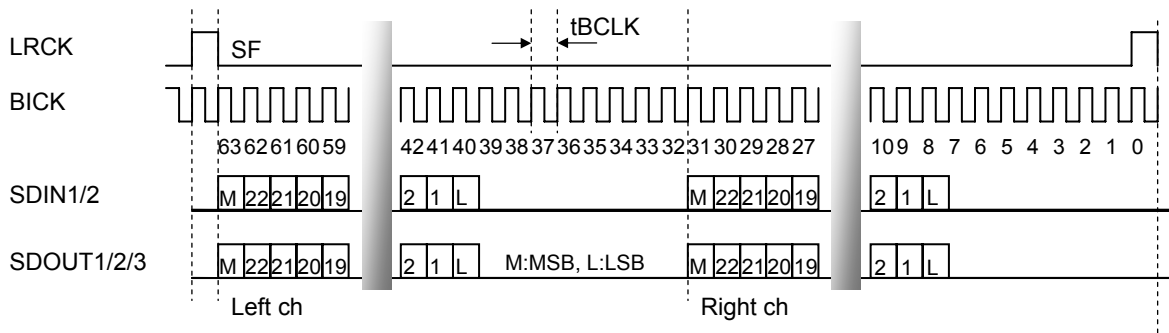 tBCLK
LRCK SF
BICK
63 62 61 60 59 42 41 40 39 38 37 36 35 34 33 32 31 30 29 28 27 10 9 8 7 6 5 4 3 2 1 0
SDIN1/2 M 22 21 20 19 2 1 L M 22 21 20 19 2 1 L
SDOUT1/2/3 M 22 21 20 19 2 1 L M:MSB, L:LSB M 22 21 20 19 2 1 L
Left ch Right ch